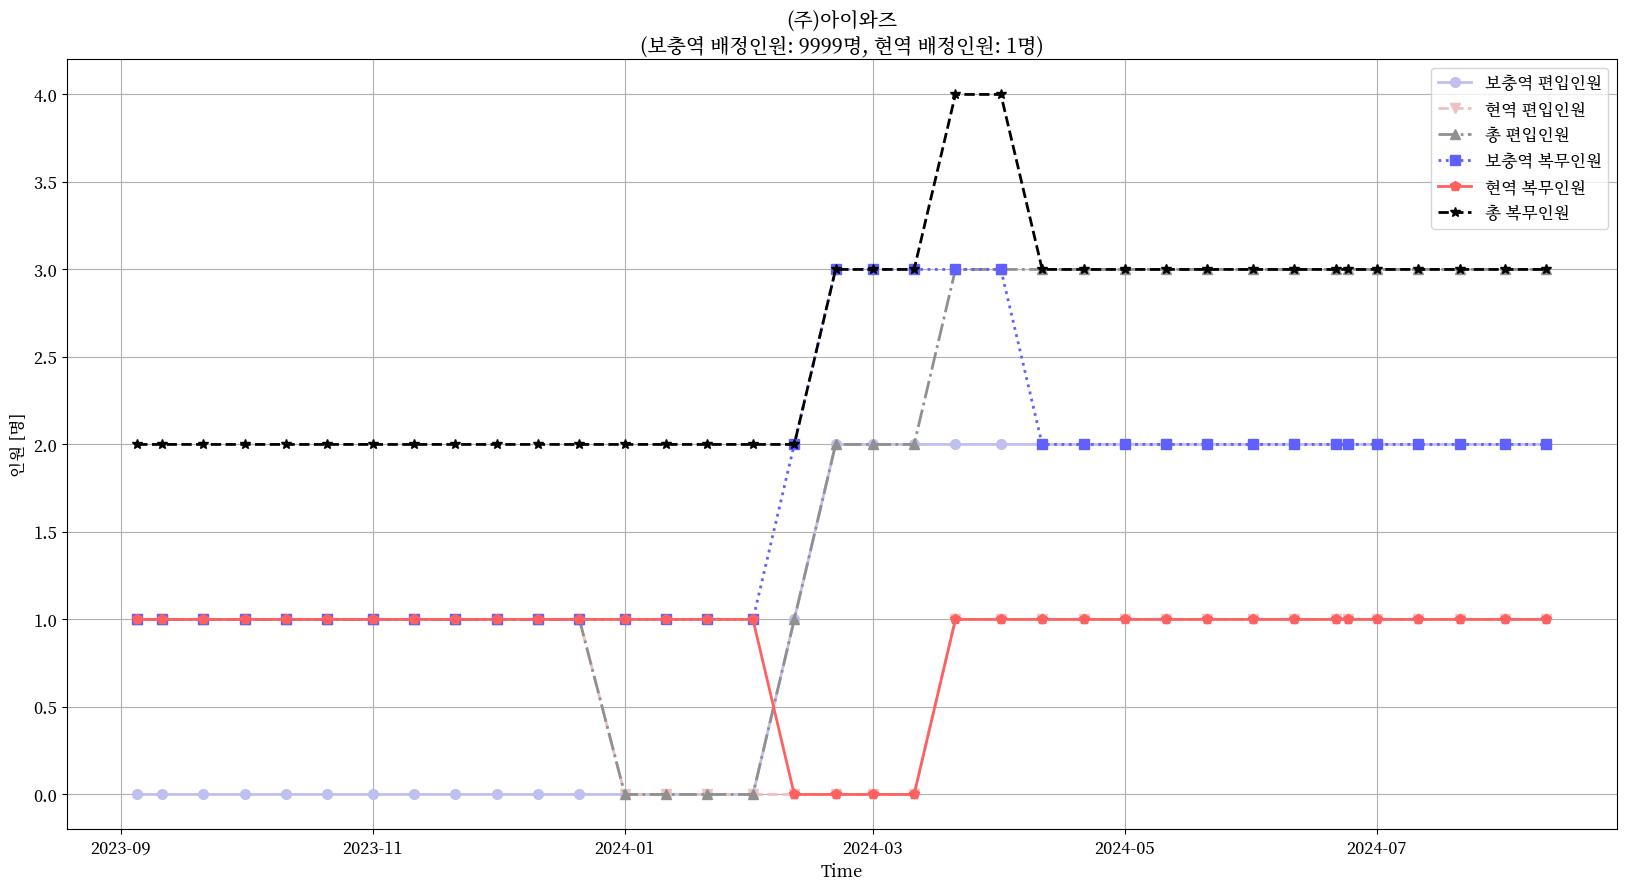 (주)아이와즈
(보충역 배정인원: 9999명, 현역 배정인원: 1명)
보충역 편입인원
현역 편입인원
총 편입인원
보충역 복무인원
현역 복무인원
총 복무인원
4.0
3.5
3.0
2.5
2.0
1.5
1.0
0.5
0.0
인원 [명]
2023-09
2023-11
2024-01
2024-03
2024-05
2024-07
Time